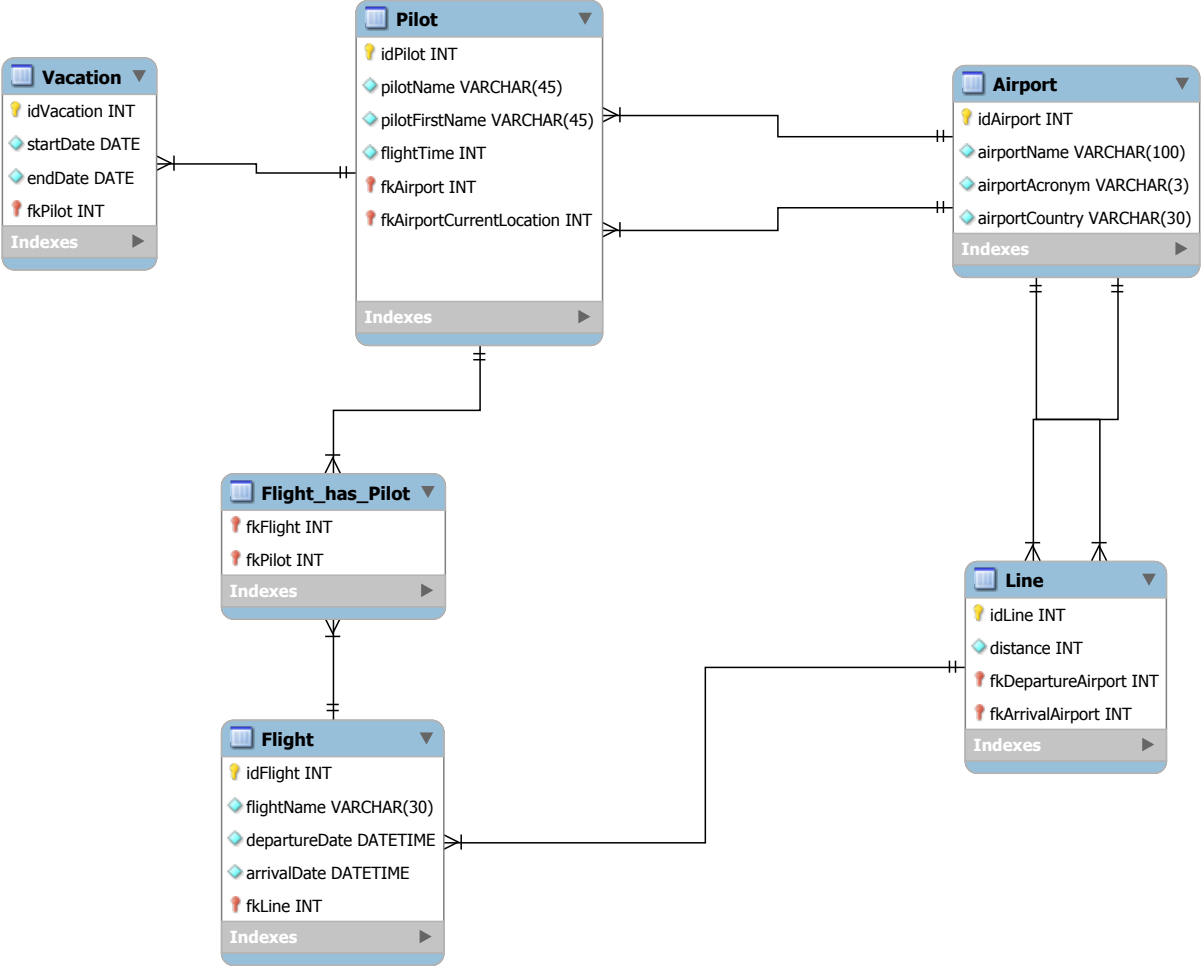 Pilot
idPilot INT
pilotName VARCHAR(45)
pilotFirstName VARCHAR(45)
flightTime INT
fkAirport INT
fkAirportCurrentLocation INT
Indexes
Vacation
idVacation INT
startDate DATE
endDate DATE
fkPilot INT
Indexes
Airport
idAirport INT
airportName VARCHAR(100)
airportAcronym VARCHAR(3)
airportCountry VARCHAR(30)
Indexes
Flight_has_Pilot
fkFlight INT
fkPilot INT
Indexes
Line
idLine INT
distance INT
fkDepartureAirport INT
fkArrivalAirport INT
Indexes
Flight
idFlight INT
flightName VARCHAR(30)
departureDate DATETIME
arrivalDate DATETIME
fkLine INT
Indexes